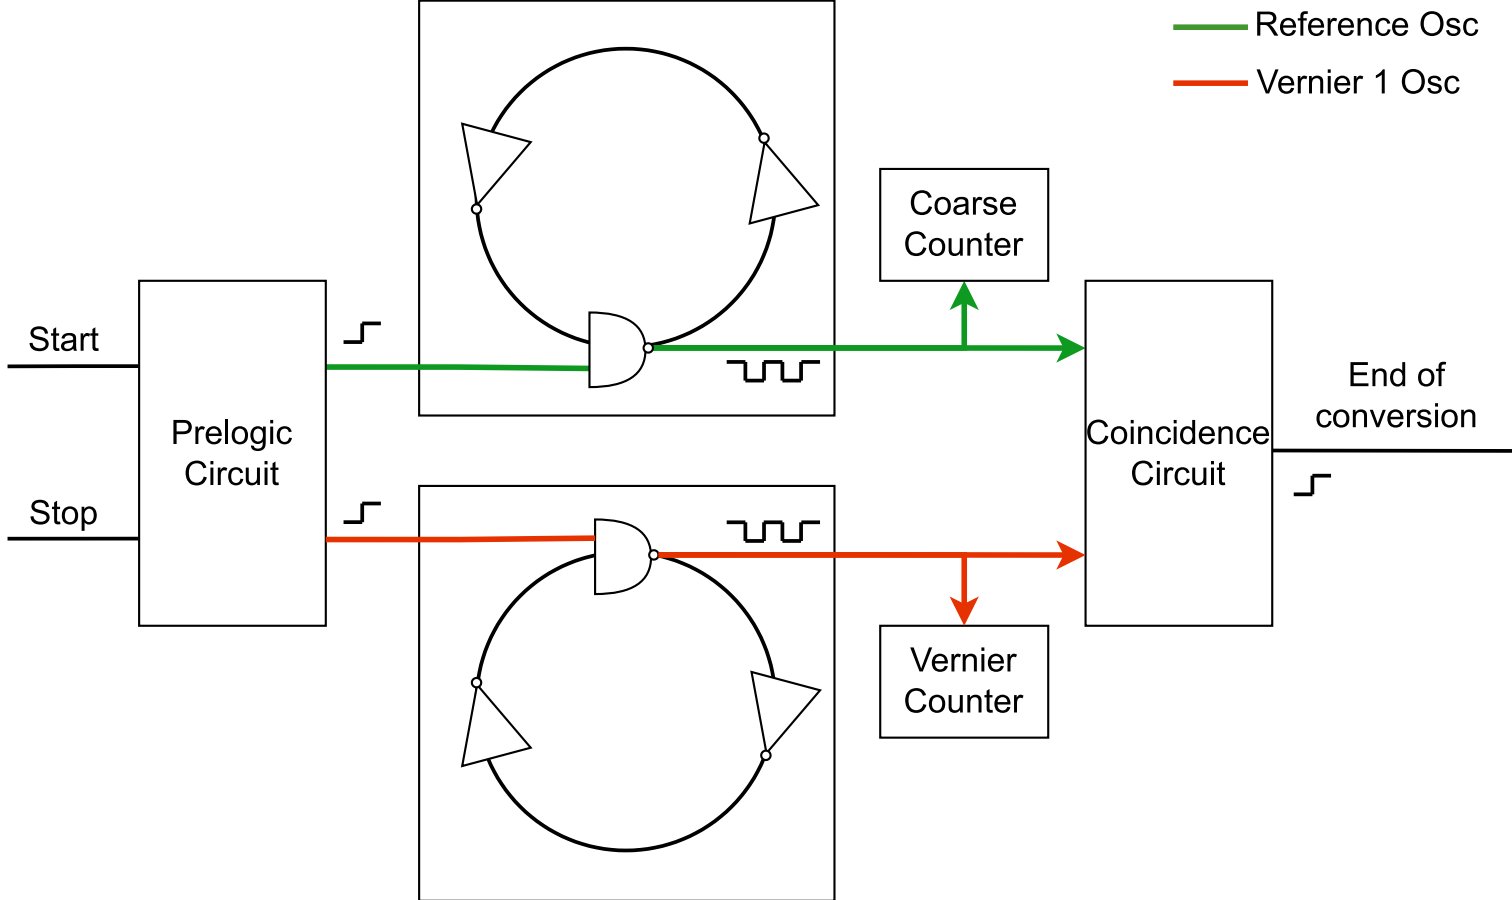 Reference Osc
Vernier 1 Osc
Coarse
Counter
Start
Prelogic
Circuit
Stop
Coincidence
Circuit
End of
conversion
Vernier
Counter